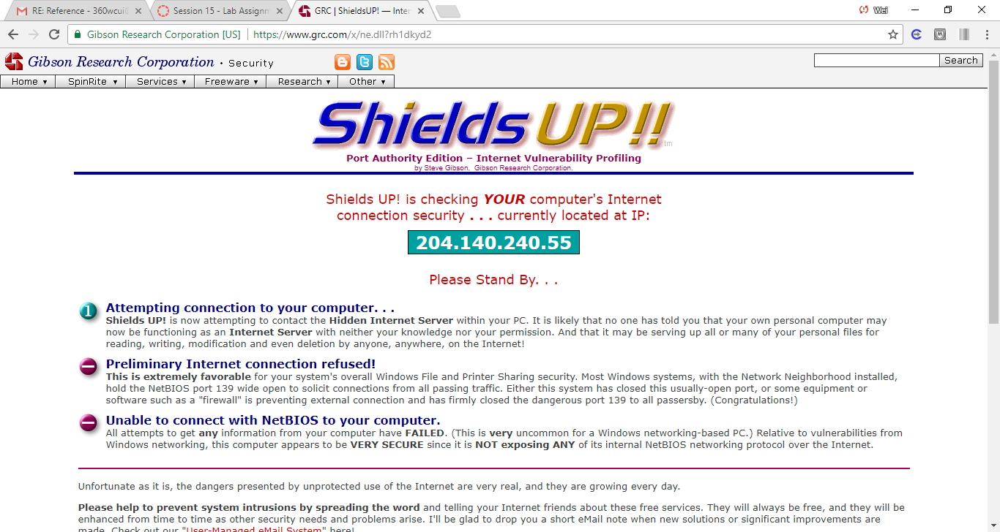 RE: Reference - 360wcui@
Session 15 - Lab Assignm
GRC | ShieldsUP! — Inter
Wei
Gibson Research Corporation [US] https://www.grc.com/x/ne.dll?rh1dkyd2
Gibson Research Corporation · Security
Search
Home ▾ SpinRite ▾ Services ▾ Freeware ▾ Research ▾ Other ▾
ShieldsUP!! tm
Port Authority Edition – Internet Vulnerability Profiling
by Steve Gibson, Gibson Research Corporation.
Shields UP! is checking YOUR computer's Internet
connection security . . . currently located at IP:
204.140.240.55
Please Stand By. . .
1 Attempting connection to your computer. . .
Shields UP! is now attempting to contact the Hidden Internet Server within your PC. It is likely that no one has told you that your own personal computer may
now be functioning as an Internet Server with neither your knowledge nor your permission. And that it may be serving up all or many of your personal files for
reading, writing, modification and even deletion by anyone, anywhere, on the Internet!
Preliminary Internet connection refused!
This is extremely favorable for your system's overall Windows File and Printer Sharing security. Most Windows systems, with the Network Neighborhood installed,
hold the NetBIOS port 139 wide open to solicit connections from all passing traffic. Either this system has closed this usually-open port, or some equipment or
software such as a "firewall" is preventing external connection and has firmly closed the dangerous port 139 to all passersby. (Congratulations!)
Unable to connect with NetBIOS to your computer.
All attempts to get any information from your computer have FAILED. (This is very uncommon for a Windows networking-based PC.) Relative to vulnerabilities from
Windows networking, this computer appears to be VERY SECURE since it is NOT exposing ANY of its internal NetBIOS networking protocol over the Internet.
Unfortunate as it is, the dangers presented by unprotected use of the Internet are very real, and they are growing every day.
Please help to prevent system intrusions by spreading the word and telling your Internet friends about these free services. They will always be free, and they will be
enhanced from time to time as other security needs and problems arise. I'll be glad to drop you a short eMail note when new solutions or significant improvements are
made. Check out our "User-Managed eMail System" here!